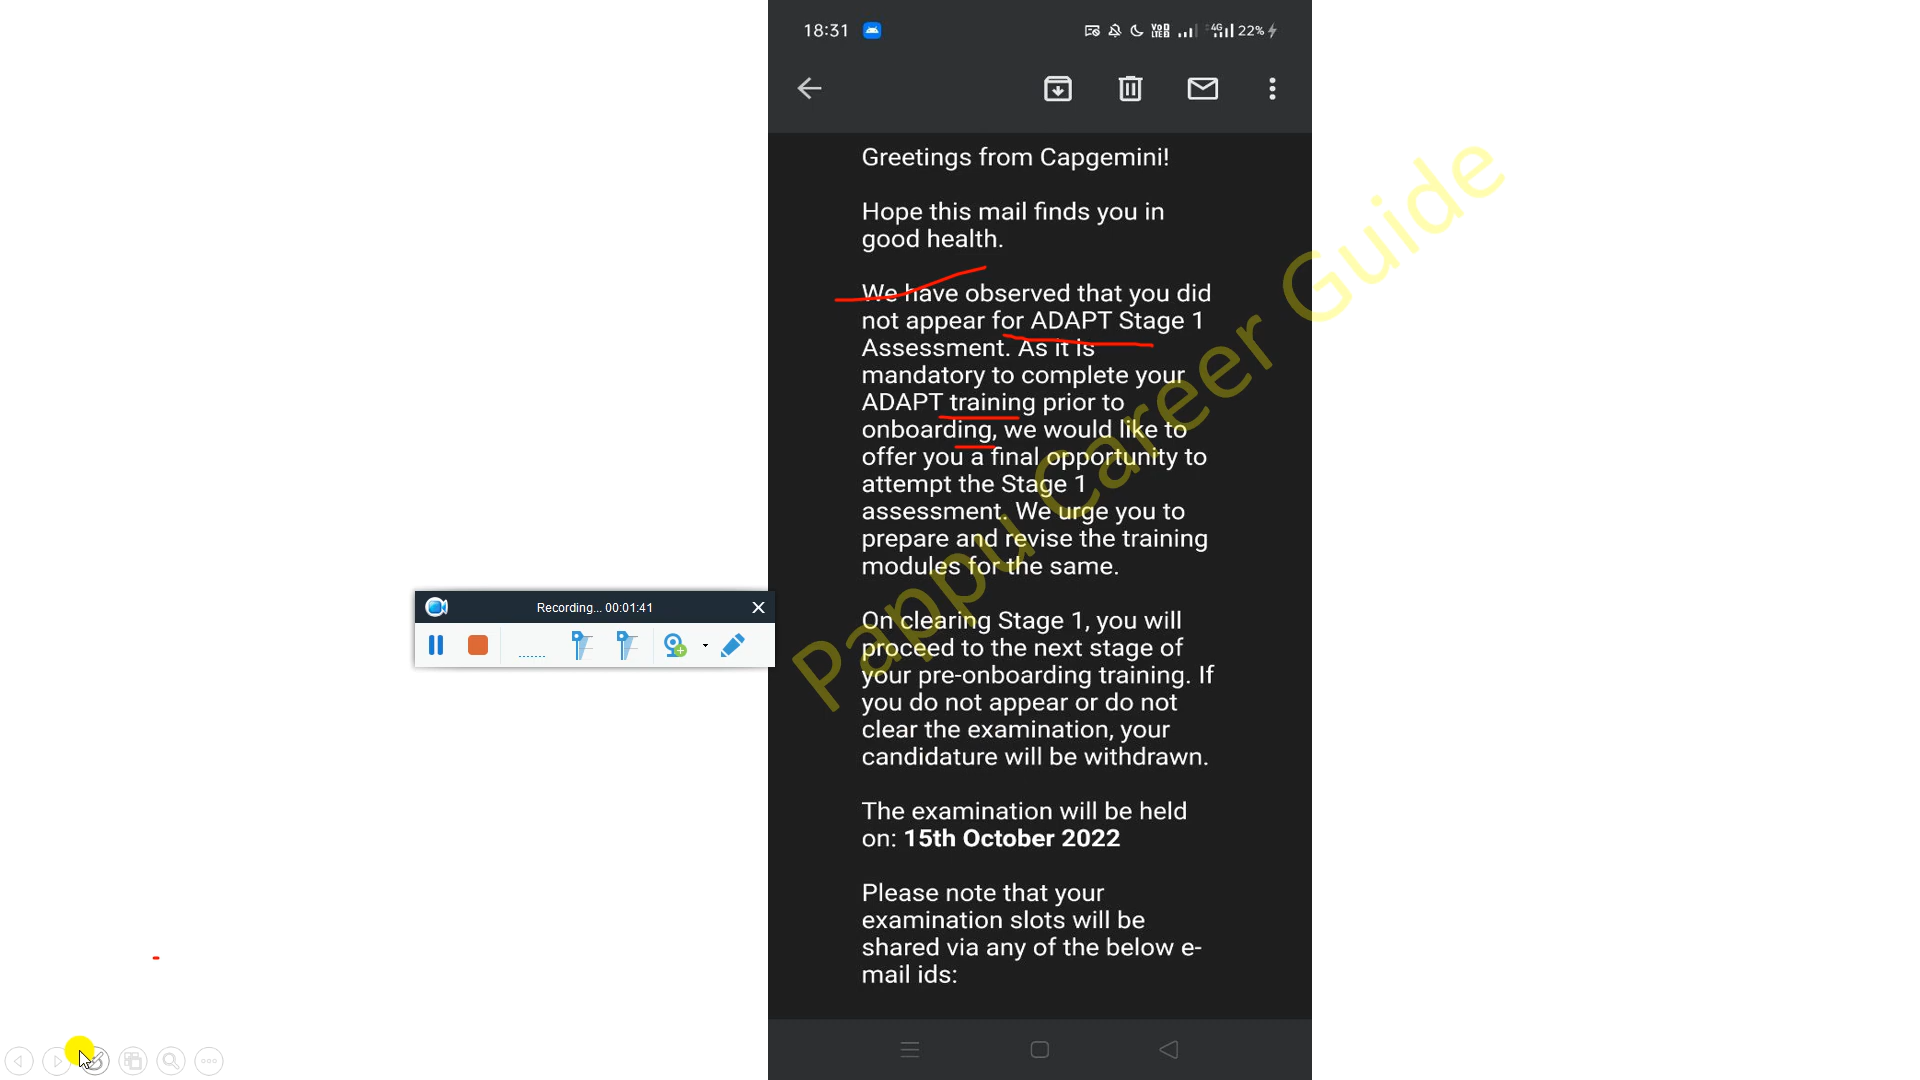 18:31
4G
22%
Greetings from Capgemini!
Hope this mail finds you in
good health.
We have observed that you did
not appear for ADAPT Stage 1
Assessment. As it is
mandatory to complete your
ADAPT training prior to
onboarding, we would like to
offer you a final opportunity to
attempt the Stage 1
assessment. We urge you to
prepare and revise the training
modules for the same.
On clearing Stage 1, you will
proceed to the next stage of
your pre-onboarding training. If
you do not appear or do not
clear the examination, your
candidature will be withdrawn.
The examination will be held
on: 15th October 2022
Please note that your
examination slots will be
shared via any of the below e-
mail ids:
Pappu Career Guide
Recording... 00:01:41